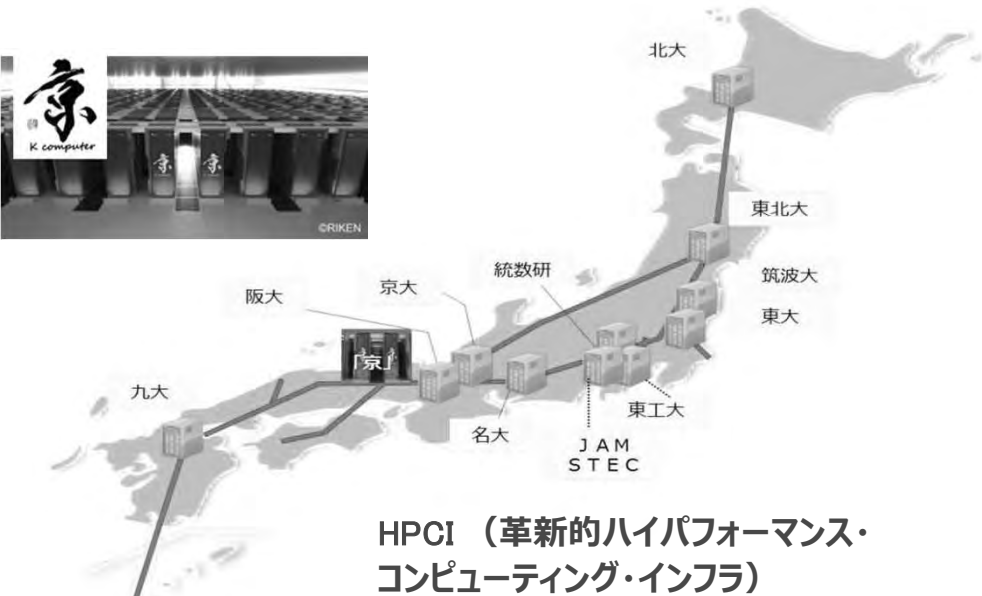 京
K computer
京 京
©RIKEN
北大
東北大
筑波大
東大
統数研
京大
阪大
「京」
九大
名大
東工大
JAM
STEC
HPCI （革新的ハイパフォーマンス・
コンピューティング・インフラ）